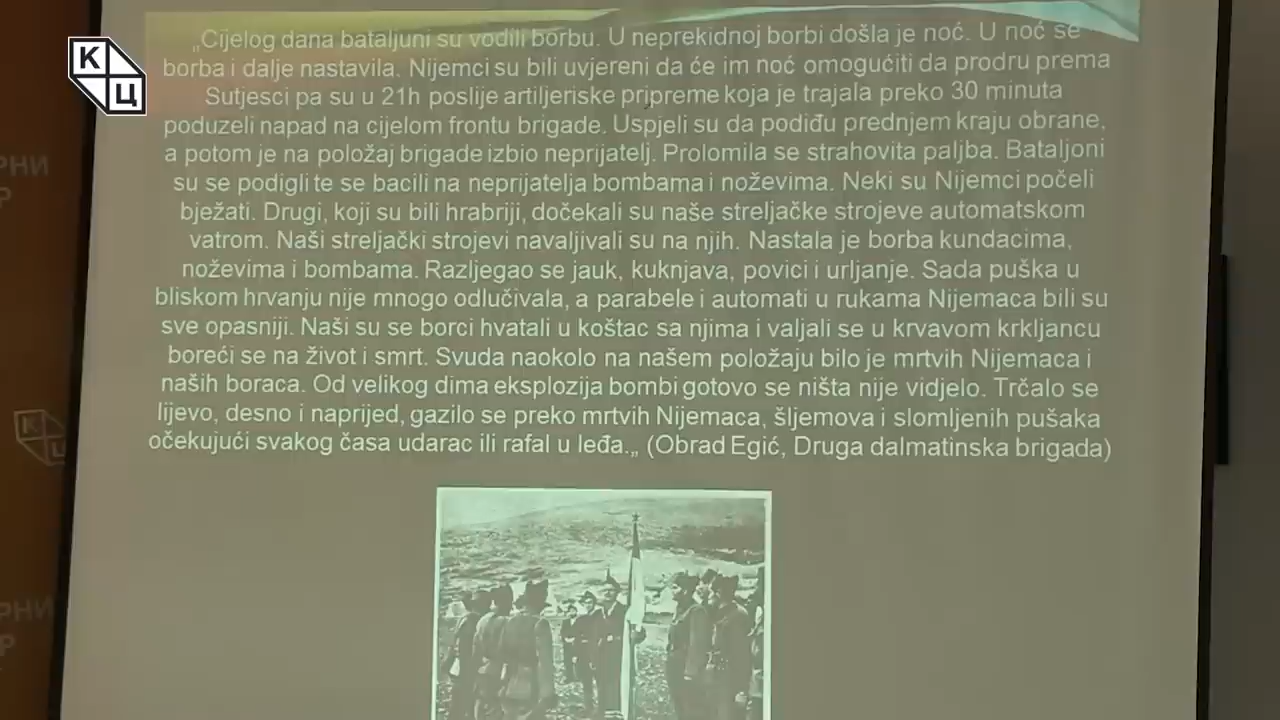 К
Ц
„Cijelog dana bataljuni su vodili borbu. U neprekidnoj borbi došla je noć. U noć se
borba i dalje nastavila. Nijemci su bili uvjereni da će im noć omogućiti da prodru prema
Sutjesci pa su u 21h poslije artiljeriske pripreme koja je trajala preko 30 minuta
poduzeli napad na cijelom frontu brigade. Uspjeli su da podiđu prednjem kraju obrane,
a potom je na položaj brigade izbio neprijatelj. Prolomila se strahovita paljba. Bataljoni
su se podigli te se bacili na neprijatelja bombama i noževima. Neki su Nijemci počeli
bježati. Drugi, koji su bili hrabriji, dočekali su naše streljačke strojeve automatskom
vatrom. Naši streljački strojevi navaljivali su na njih. Nastala je borba kundacima,
noževima i bombama. Razljegao se jauk, kuknjava, povici i urljanje. Sada puška u
bliskom hrvanju nije mnogo odlučivala, a parabele i automati u rukama Nijemaca bili su
sve opasniji. Naši su se borci hvatali u koštac sa njima i valjali se u krvavom krkljancu
boreći se na život i smrt. Svuda naokolo na našem položaju bilo je mrtvih Nijemaca i
naših boraca. Od velikog dima eksplozija bombi gotovo se ništa nije vidjelo. Trčalo se
lijevo, desno i naprijed, gazilo se preko mrtvih Nijemaca, šljemova i slomljenih pušaka
očekujući svakog časa udarac ili rafal u leđa.„ (Obrad Egić, Druga dalmatinska brigada)